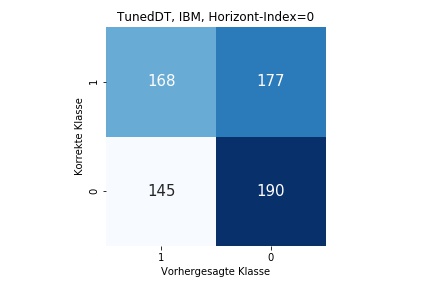 TunedDT, IBM, Horizont-Index=0
Korrekte Klasse
1
168
177
0
145
190
1
0
Vorhergesagte Klasse